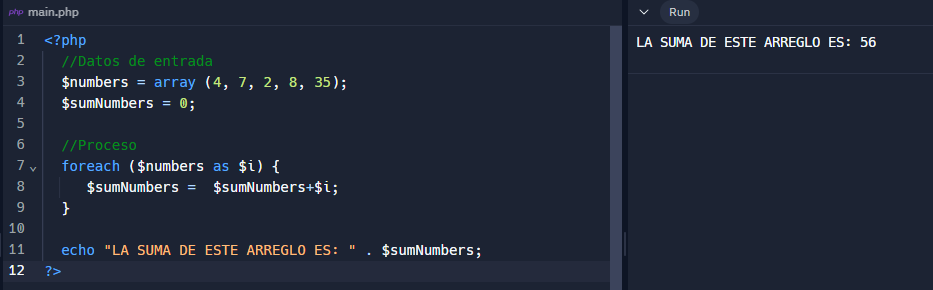 php main.php
Run
1 <?php
2 //Datos de entrada
3 $numbers = array (4, 7, 2, 8, 35);
4 $sumNumbers = 0;
5
6 //Proceso
7 foreach ($numbers as $i) {
8 $sumNumbers =  $sumNumbers+$i;
9 }
10
11 echo "LA SUMA DE ESTE ARREGLO ES: " . $sumNumbers;
12 ?>
LA SUMA DE ESTE ARREGLO ES: 56